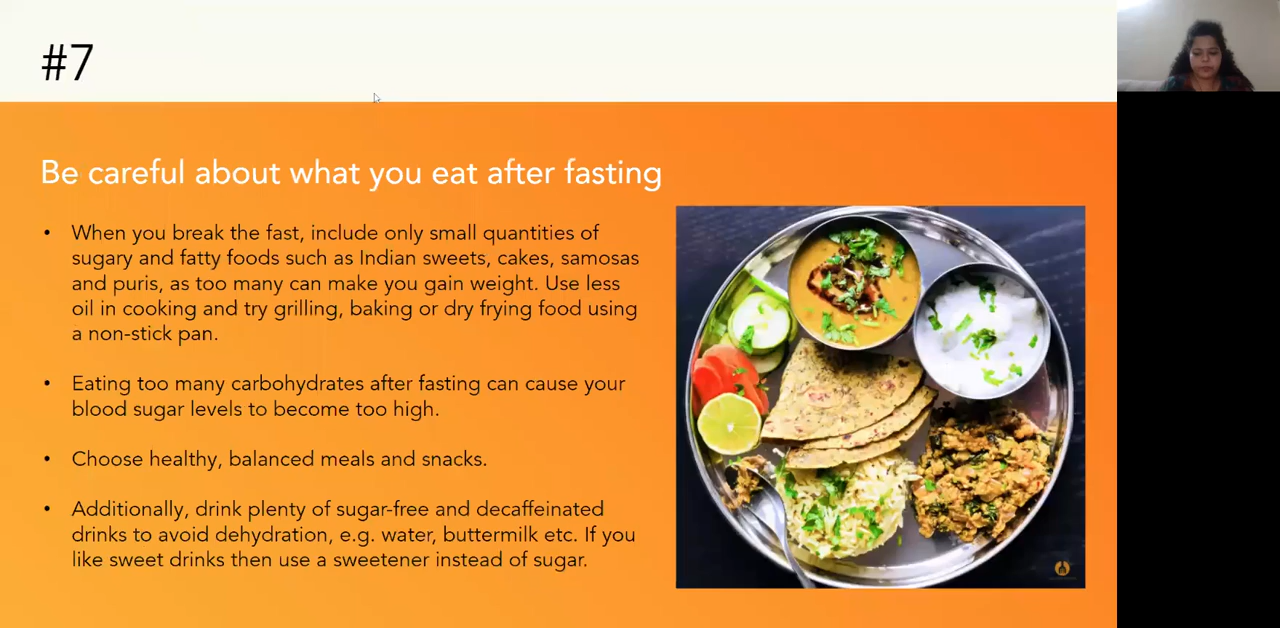 #7
Be careful about what you eat after fasting
• When you break the fast, include only small quantities of
sugary and fatty foods such as Indian sweets, cakes, samosas
and puris, as too many can make you gain weight. Use less
oil in cooking and try grilling, baking or dry frying food using
a non-stick pan.
• Eating too many carbohydrates after fasting can cause your
blood sugar levels to become too high.
• Choose healthy, balanced meals and snacks.
• Additionally, drink plenty of sugar-free and decaffeinated
drinks to avoid dehydration, e.g. water, buttermilk etc. If you
like sweet drinks then use a sweetener instead of sugar.